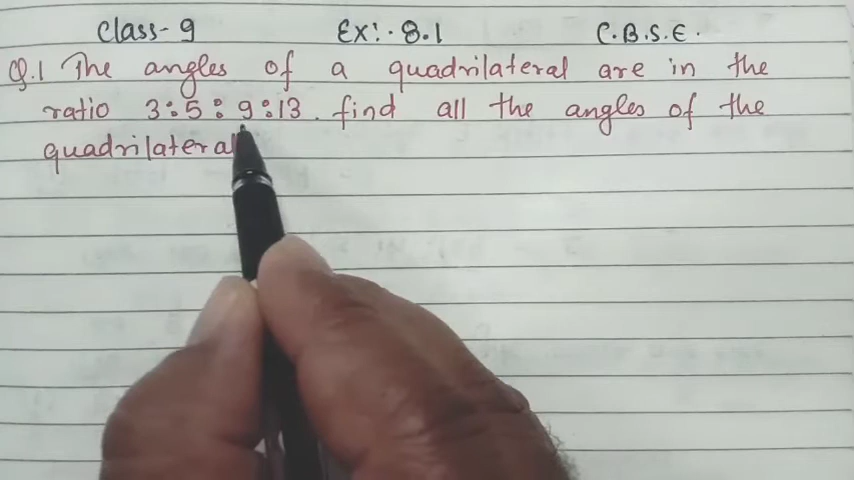 Class-9 Ex:-8.1 C.B.S.E.
Q.1 The angles of a quadrilateral are in the
ratio 3:5:9:13. find all the angles of the
quadrilateral